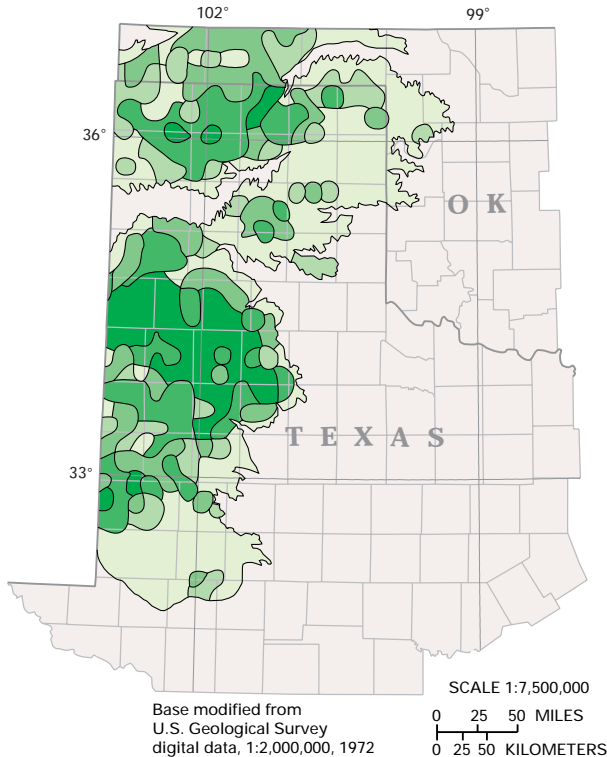 102° 99°
36°
O K
T E X A S
33°
SCALE 1:7,500,000
Base modified from
U.S. Geological Survey
digital data, 1:2,000,000, 1972
0 25 50 MILES
0 25 50 KILOMETERS